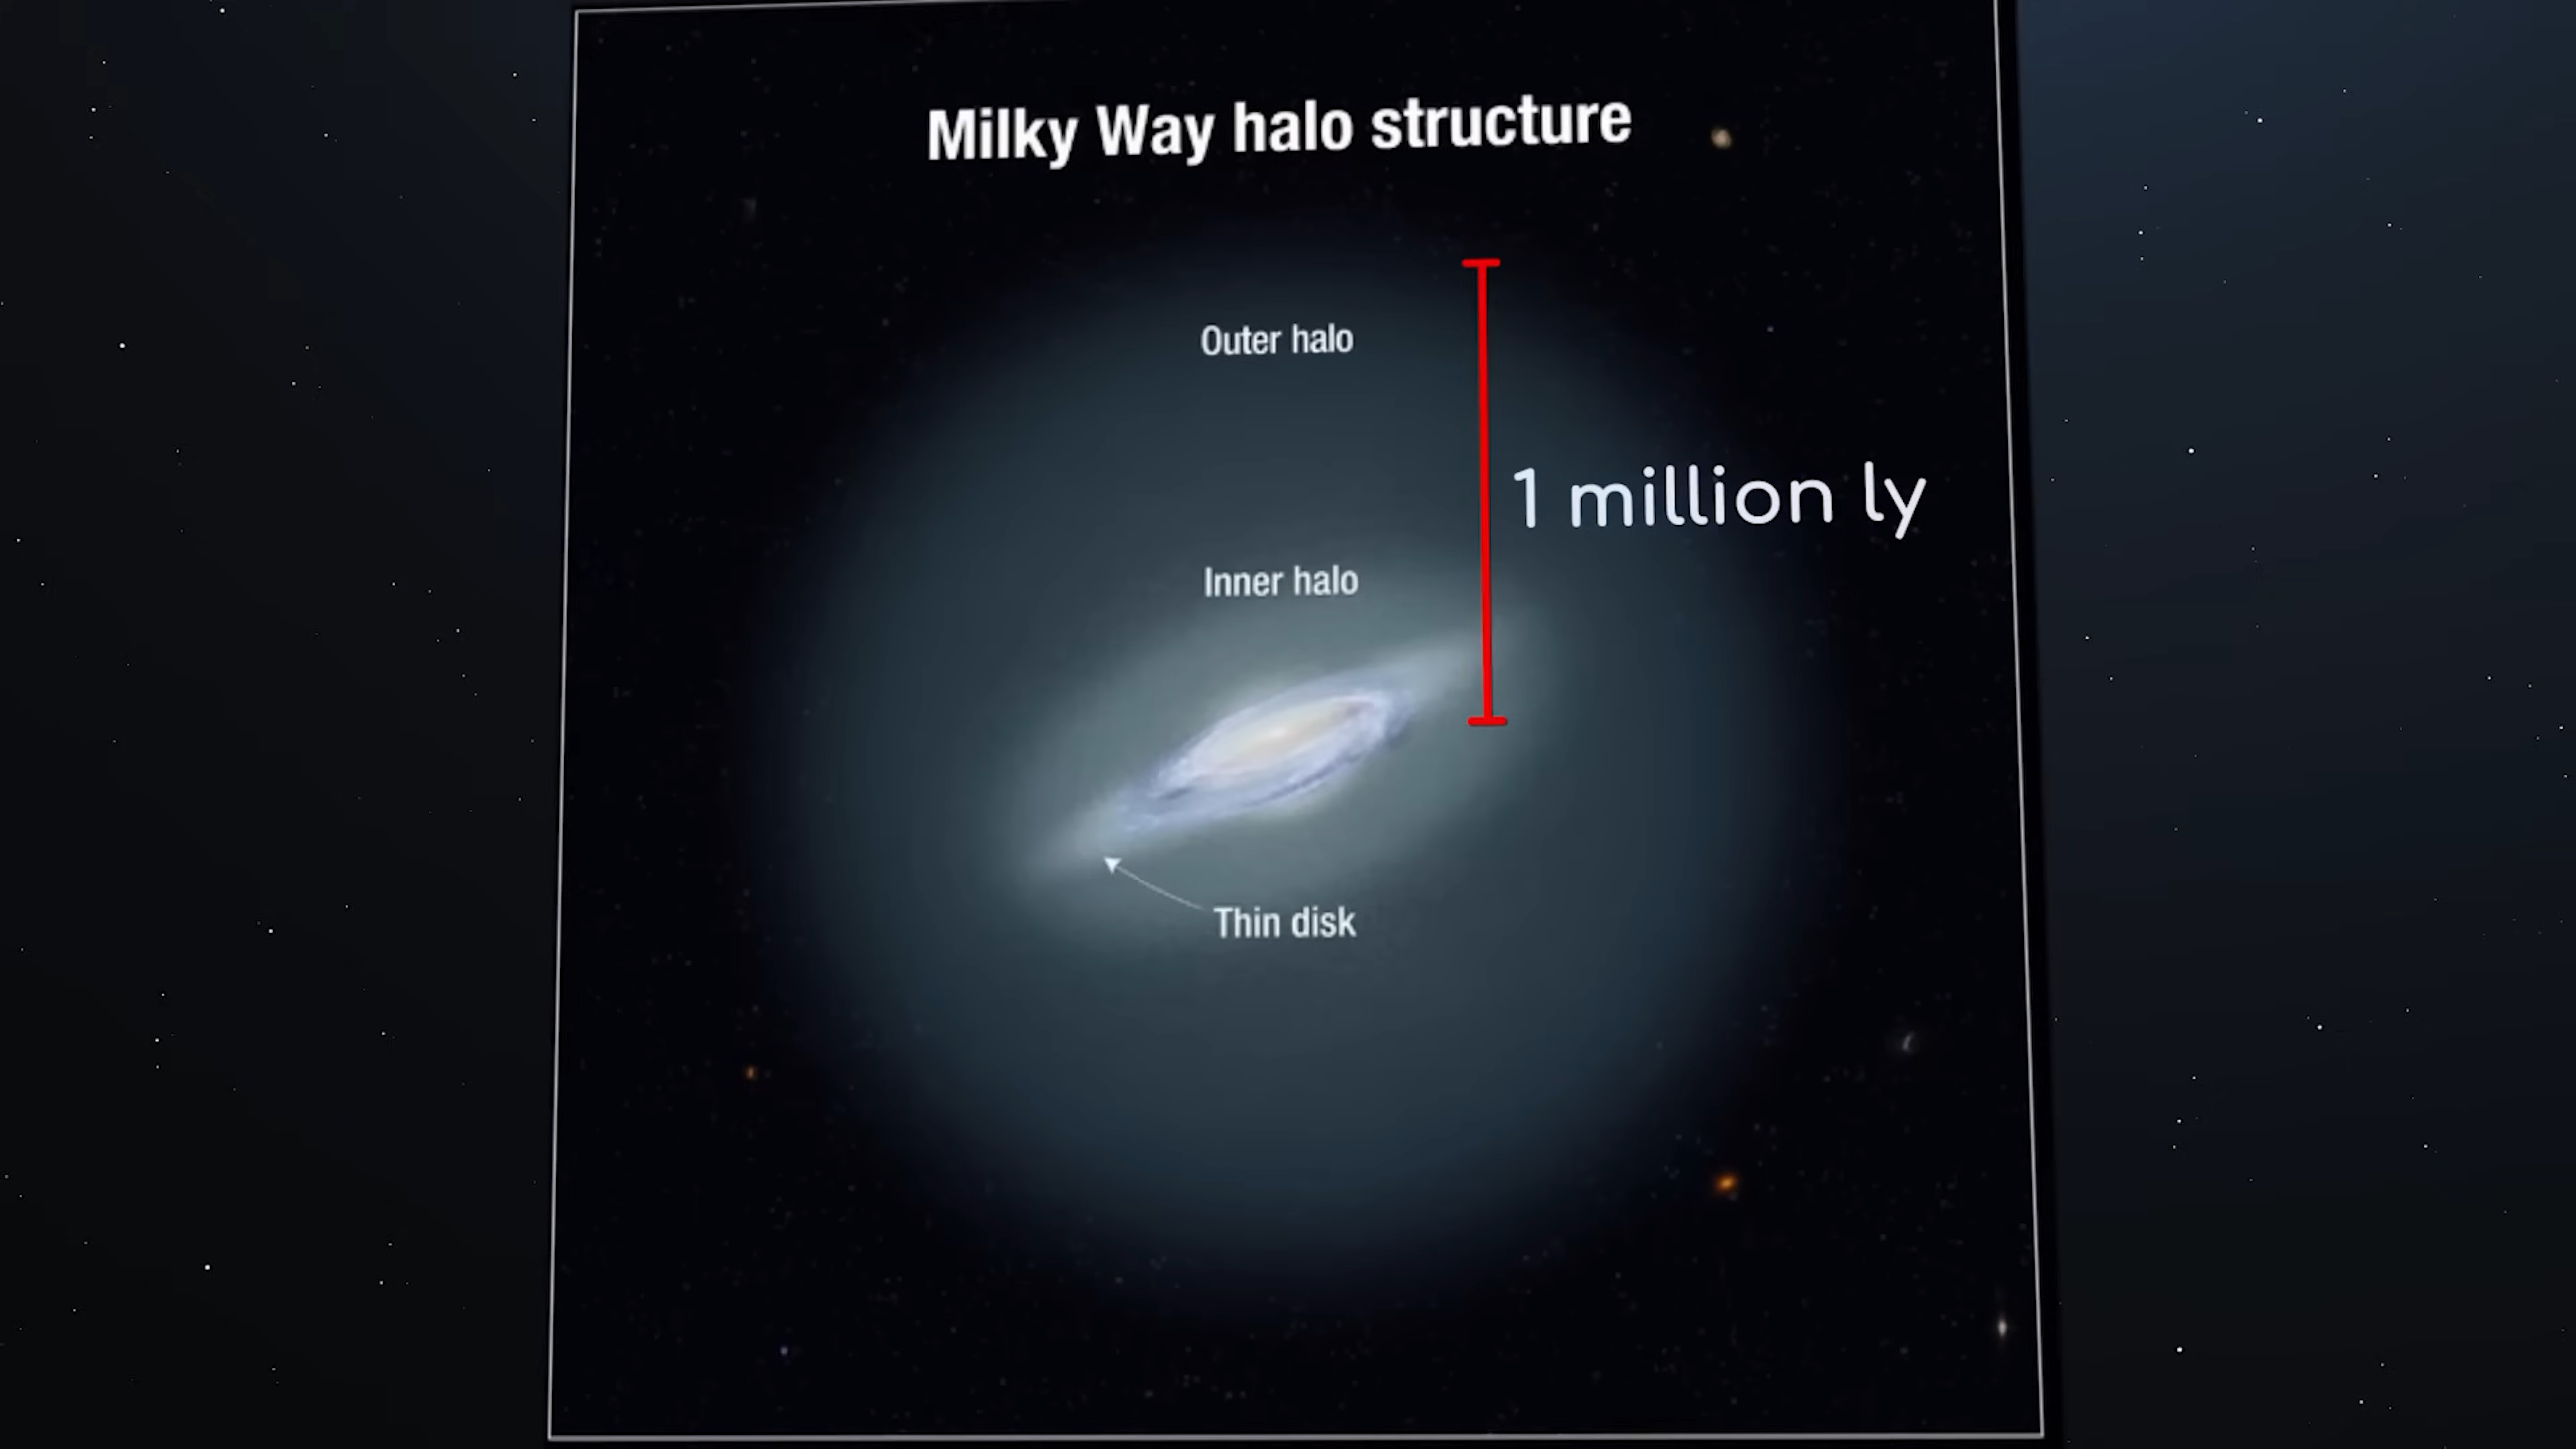 Milky Way halo structure
Outer halo
1 million ly
Inner halo
Thin disk